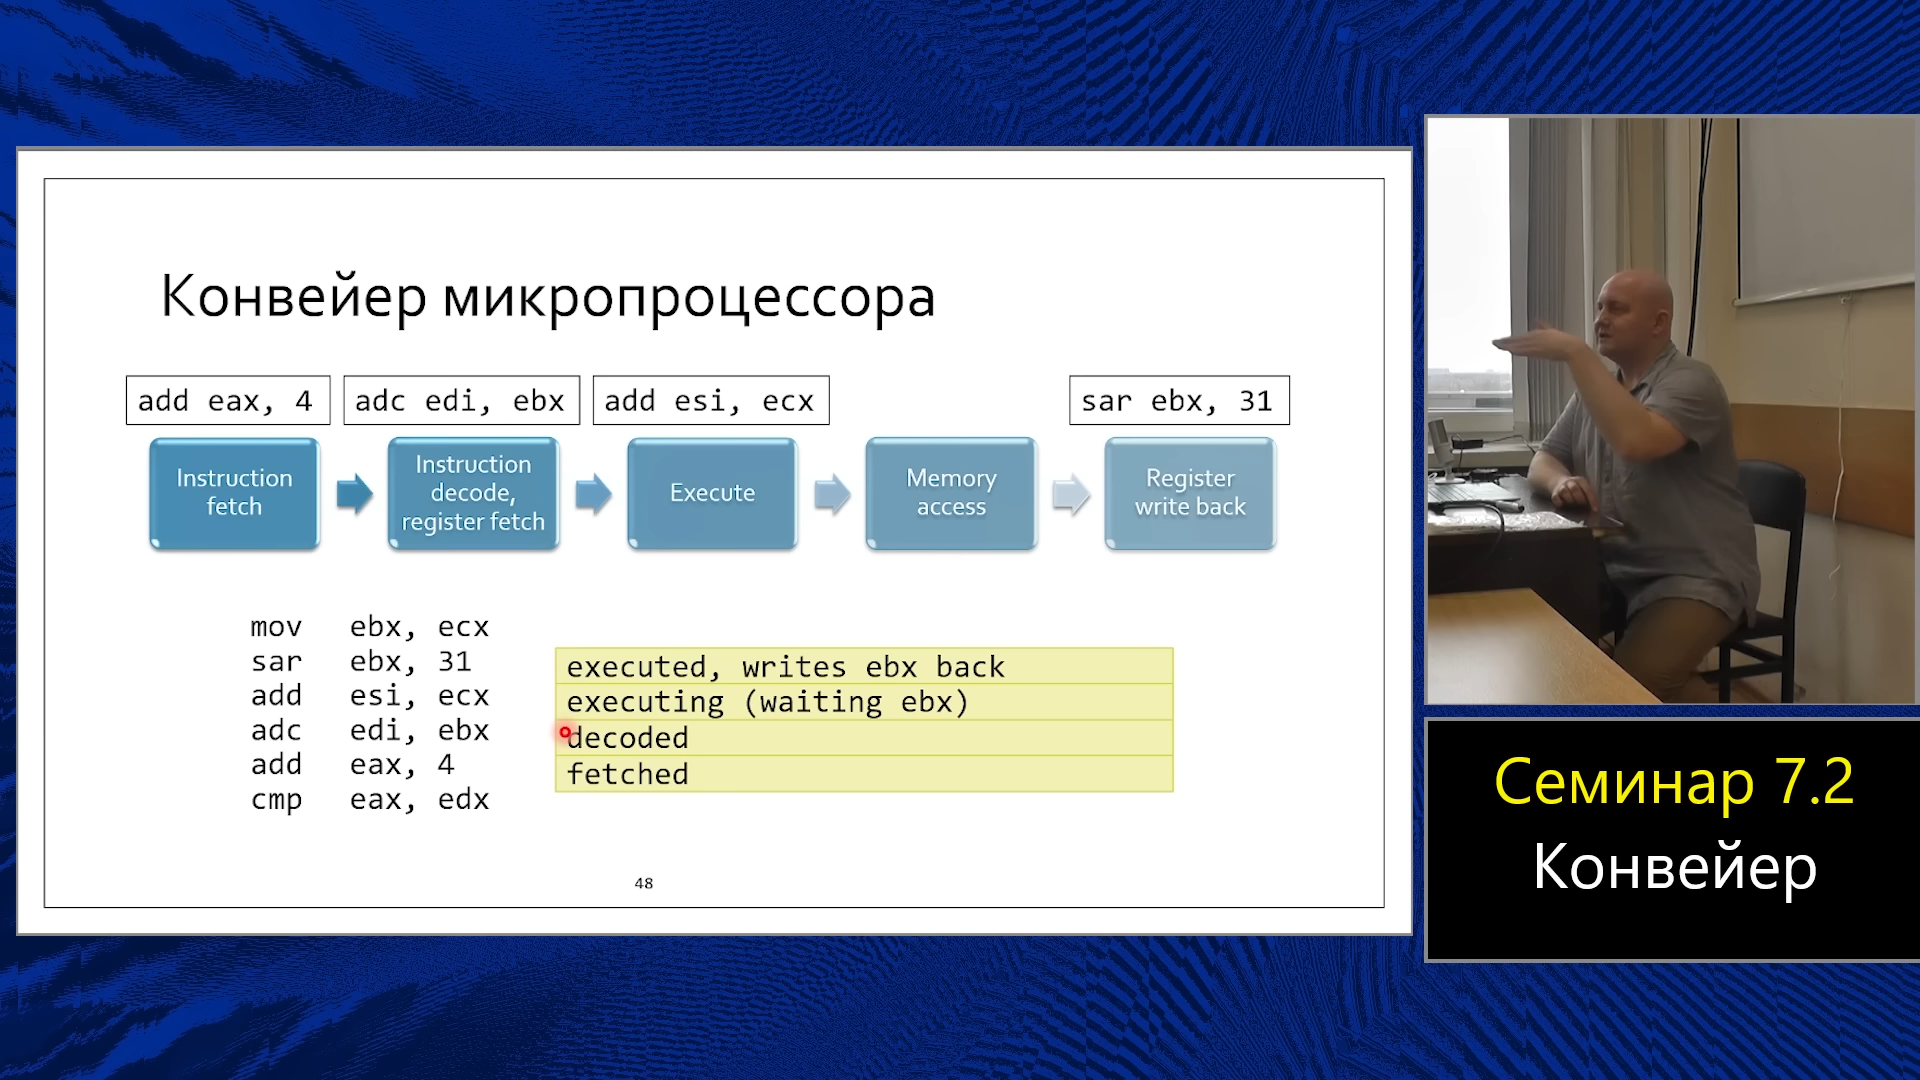 Конвейер микропроцессора
add eax, 4
adc edi, ebx
add esi, ecx
sar ebx, 31
Instruction
fetch
Instruction
decode,
register fetch
Execute
Memory
access
Register
write back
mov ebx, ecx
sar ebx, 31
add esi, ecx
adc edi, ebx
add eax, 4
cmp eax, edx
executed, writes ebx back
executing (waiting ebx)
decoded
fetched
48
Семинар 7.2
Конвейер